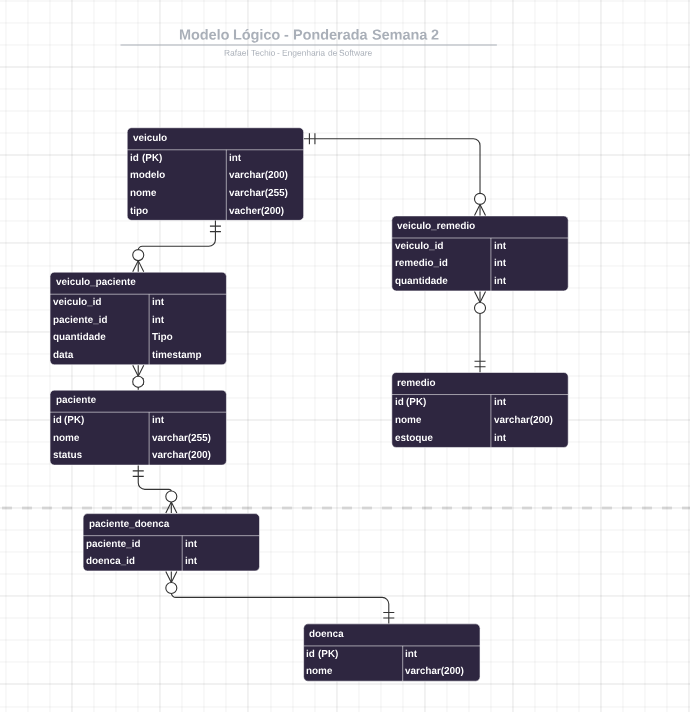 Modelo Lógico - Ponderada Semana 2
Rafael Techio - Engenharia de Software
veiculo
id (PK) int
modelo varchar(200)
nome varchar(255)
tipo vacher(200)
veiculo_remedio
veiculo_id int
remedio_id int
quantidade int
veiculo_paciente
veiculo_id int
paciente_id int
quantidade Tipo
data timestamp
paciente
id (PK) int
nome varchar(255)
status varchar(200)
remedio
id (PK) int
nome varchar(200)
estoque int
paciente_doenca
paciente_id int
doenca_id int
doenca
id (PK) int
nome varchar(200)